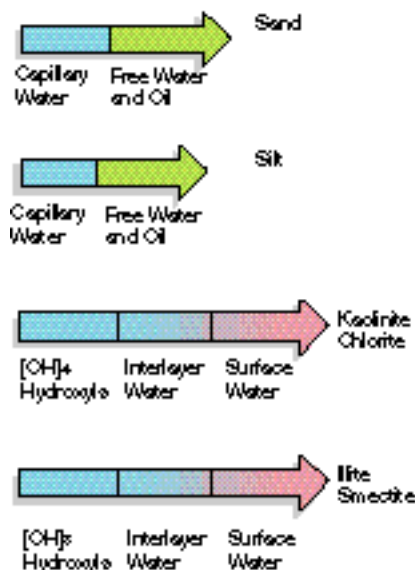 Sand
Capillary Free Water
Water and Oil
Silt
Capillary Free Water
Water and Oil
Kaolinite
Chlorite
[OH]4 Interlayer Surface
Hydroxyls Water Water
Illite
Smectite
Interlayer Surface
Hydroxyls Water Water